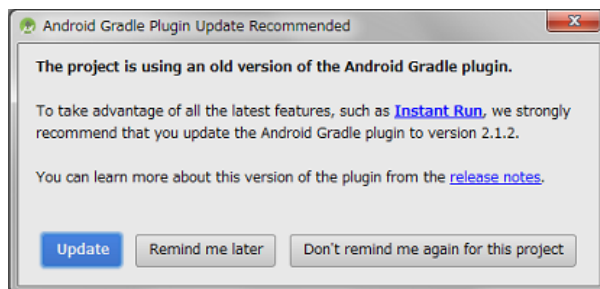 Android Gradle Plugin Update Recommended
The project is using an old version of the Android Gradle plugin.
To take advantage of all the latest features, such as Instant Run, we strongly
recommend that you update the Android Gradle plugin to version 2.1.2.
You can learn more about this version of the plugin from the release notes.
Update Remind me later Don't remind me again for this project